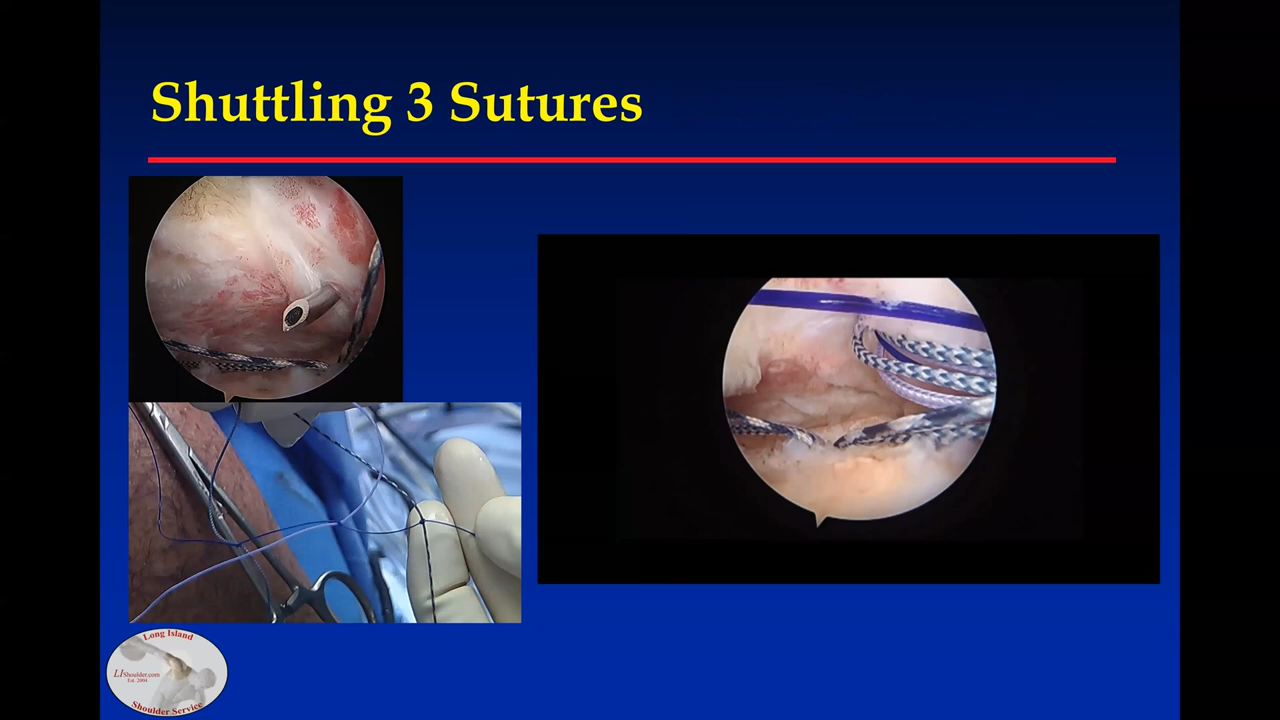 Shuttling 3 Sutures
Long Island
LIShoulder.com
Est. 2004
Shoulder Service